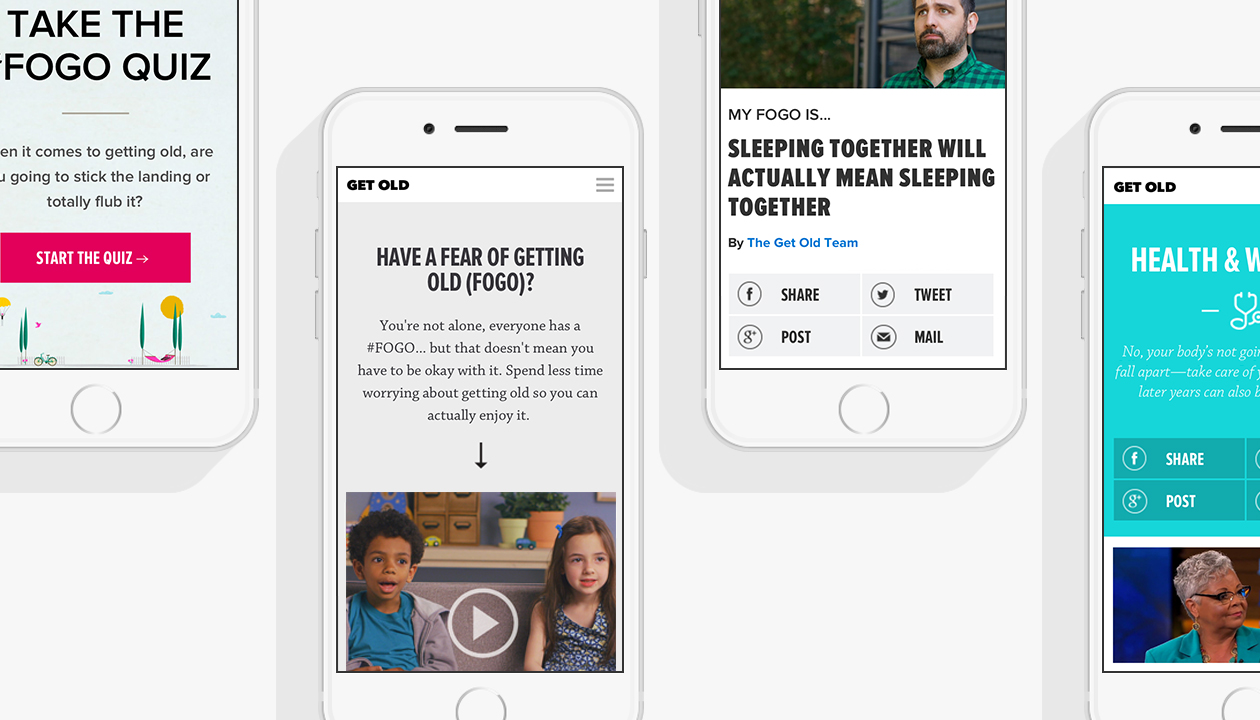 TAKE THE
#FOGO QUIZ
en it comes to getting old, are
u going to stick the landing or
totally flub it?
START THE QUIZ →
GET OLD
HAVE A FEAR OF GETTING
OLD (FOGO)?
You're not alone, everyone has a
#FOGO... but that doesn't mean you
have to be okay with it. Spend less time
worrying about getting old so you can
actually enjoy it.
MY FOGO IS...
SLEEPING TOGETHER WILL
ACTUALLY MEAN SLEEPING
TOGETHER
By The Get Old Team
SHARE
TWEET
POST
MAIL
GET OLD
HEALTH & W
No, your body's not goin
fall apart—take care of y
later years can also b
SHARE
POST